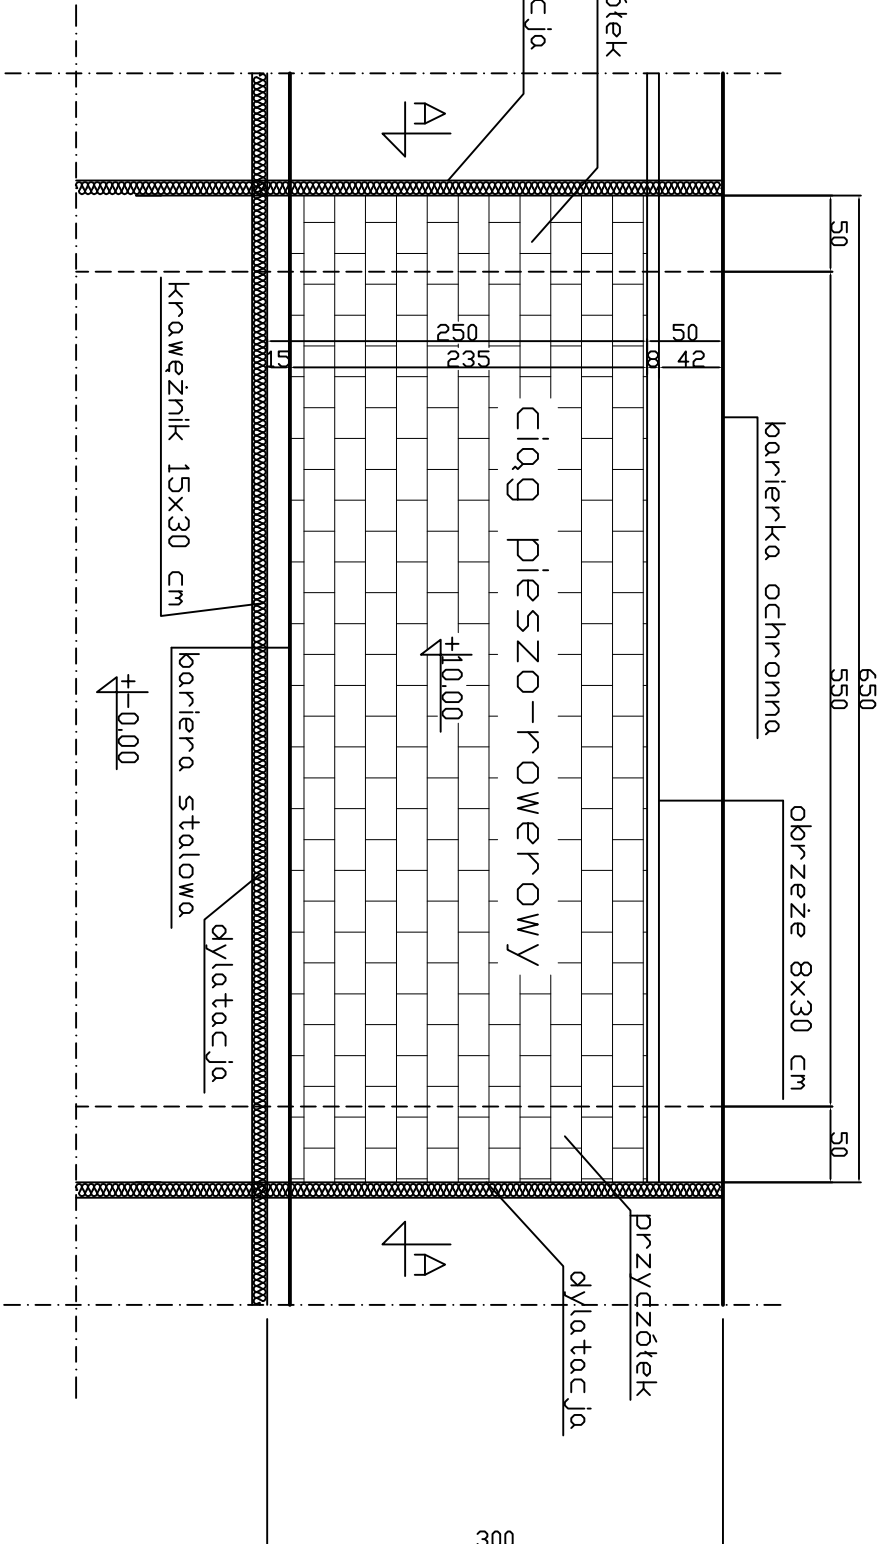 650
50 550 50
obrzeże 8x30 cm
barierka ochronna
50
42
8
250
235
15
300
przyczółek
dylatacja
ółek
cja
ciąg pieszo-rowerowy
+10,00
A
A
dylatacja
bariera stalowa
krawężnik 15x30 cm
+-0,00